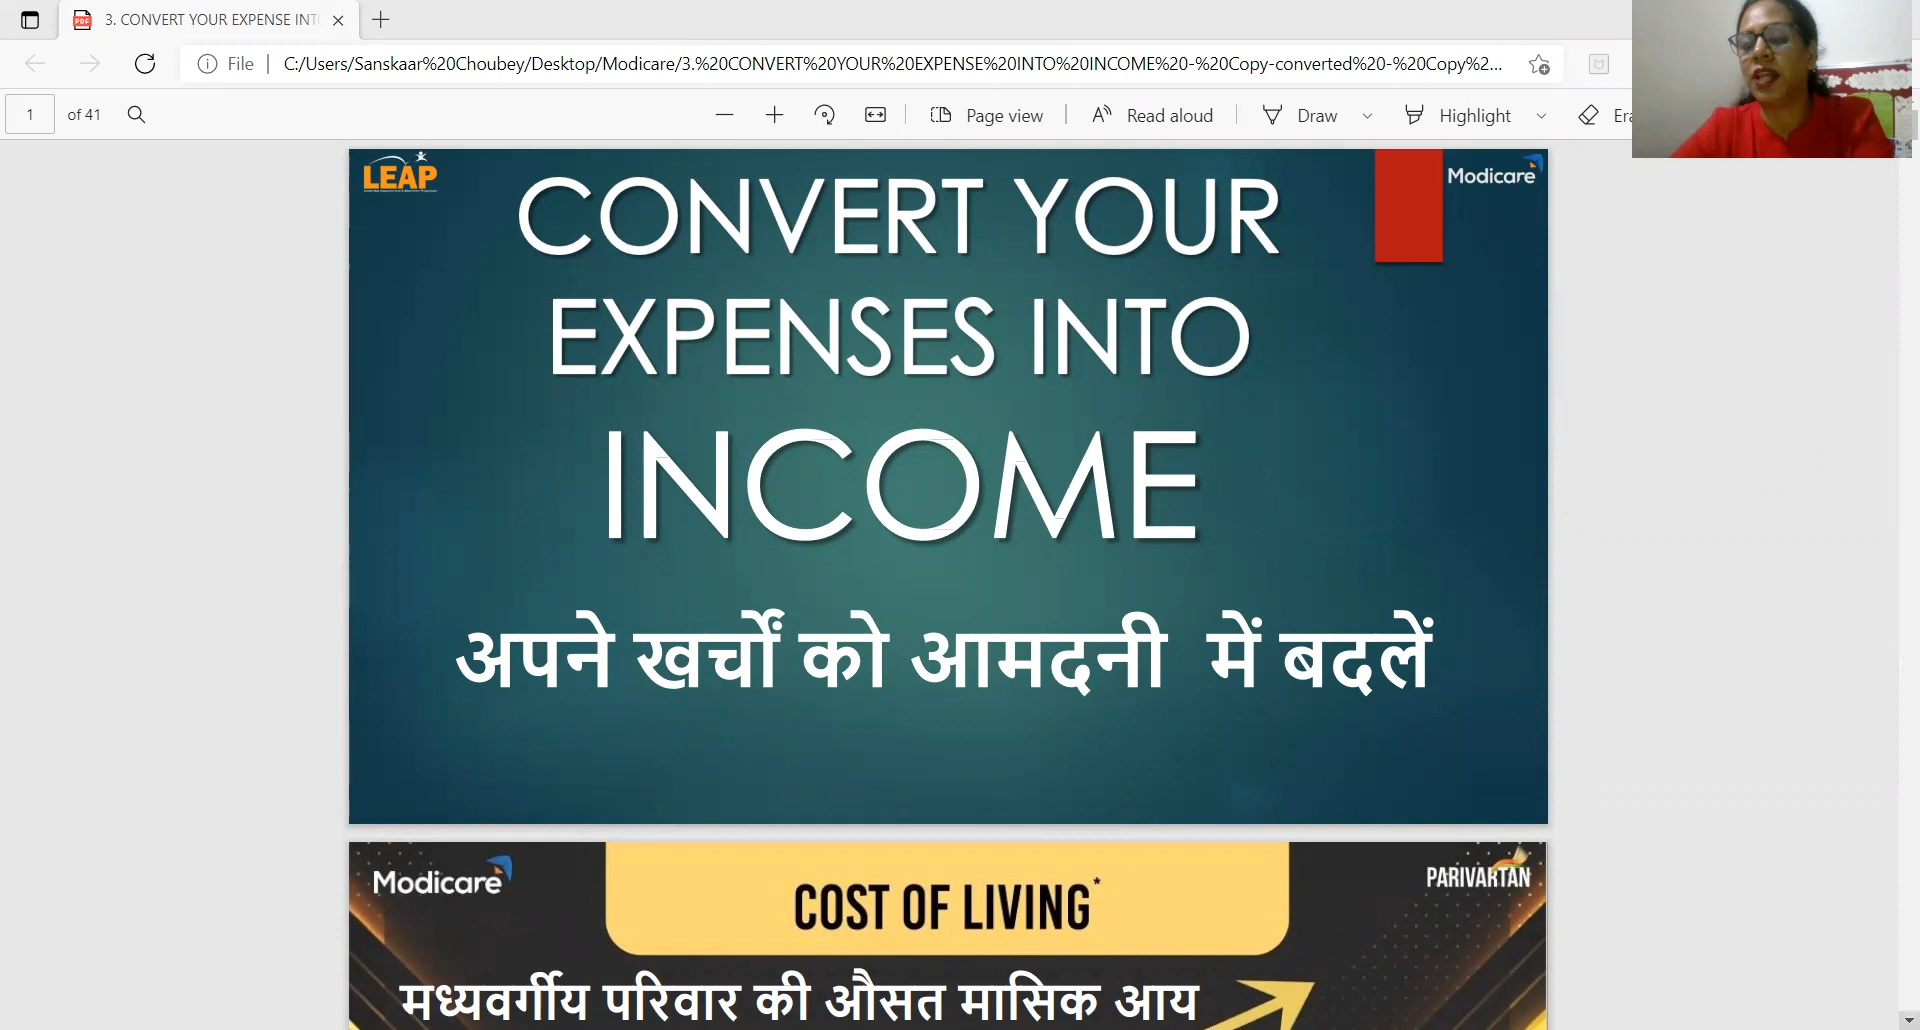 3. CONVERT YOUR EXPENSE INT
File
C:/Users/Sanskaar%20Choubey/Desktop/Modicare/3.%20CONVERT%20YOUR%20EXPENSE%20INTO%20INCOME%20-%20Copy-converted%20-%20Copy%2...
1 of 41 Page view Read aloud Draw Highlight Era
LEAP
Modicare
CONVERT YOUR
EXPENSES INTO
INCOME
अपने खर्चों को आमदनी में बदलें
Modicare
COST OF LIVING*
PARIVARTAN
मध्यवर्गीय परिवार की औसत मासिक आय